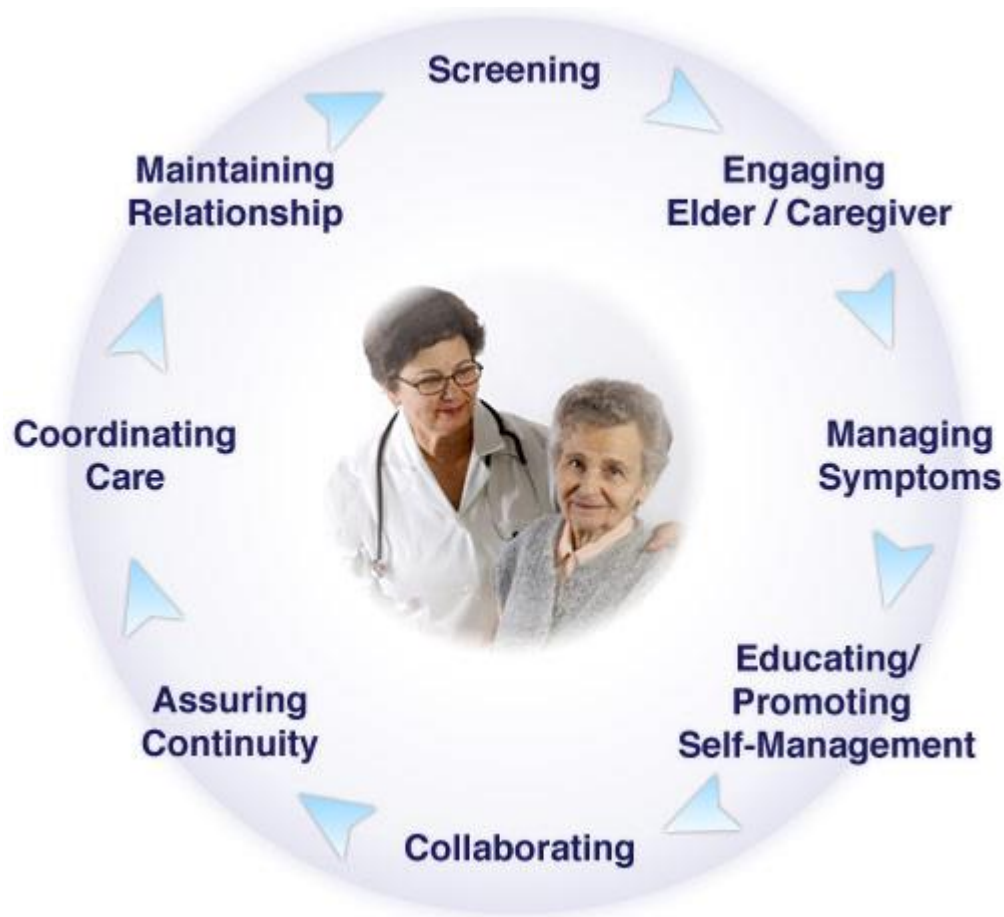 Screening
Engaging
Elder / Caregiver
Managing
Symptoms
Educating/
Promoting
Self-Management
Collaborating
Assuring
Continuity
Coordinating
Care
Maintaining
Relationship